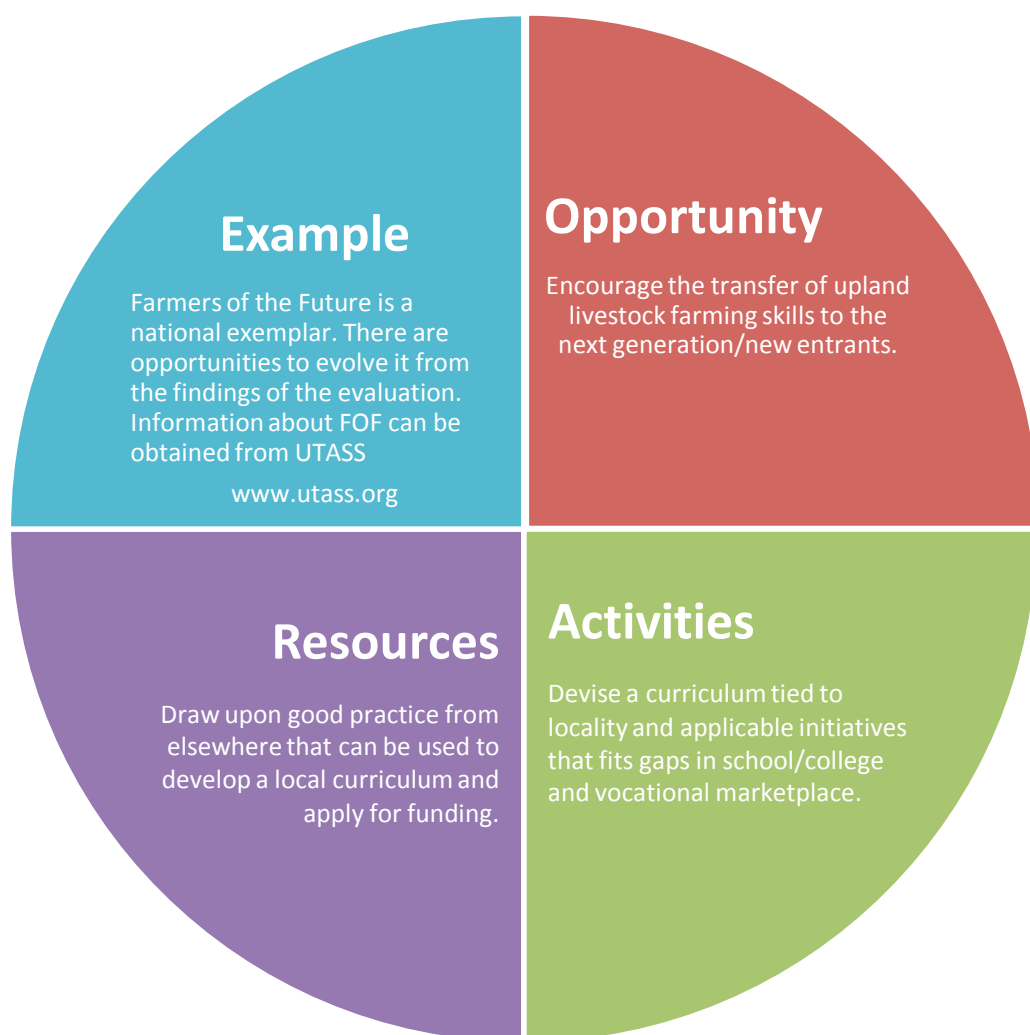 Example
Farmers of the Future is a
national exemplar. There are
opportunities to evolve it from
the findings of the evaluation.
Information about FOF can be
obtained from UTASS
www.utass.org
Opportunity
Encourage the transfer of upland
livestock farming skills to the
next generation/new entrants.
Resources
Draw upon good practice from
elsewhere that can be used to
develop a local curriculum and
apply for funding.
Activities
Devise a curriculum tied to
locality and applicable initiatives
that fits gaps in school/college
and vocational marketplace.